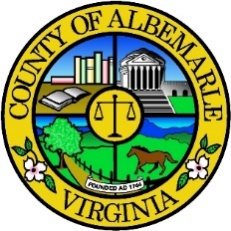 COUNTY OF ALBEMARLE
FOUNDED AD 1744
VIRGINIA